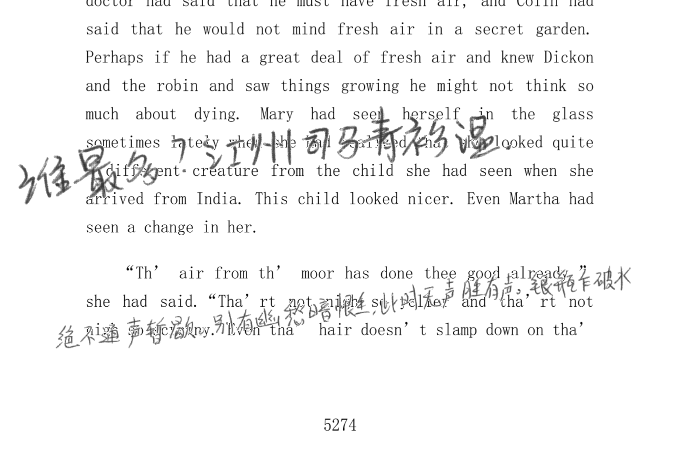 doctor had said that he must have fresh air, and Colin had
said that he would not mind fresh air in a secret garden.
Perhaps if he had a great deal of fresh air and knew Dickon
and the robin and saw things growing he might not think so
much about dying. Mary had seen herself in the glass
sometimes lately when she had realized that she looked quite
谁最多?江州司马青衫湿.
a different creature from the child she had seen when she
arrived from India. This child looked nicer. Even Martha had
seen a change in her.
“Th’ air from th’ moor has done thee good already,”
she had said. “Tha’rt not nigh so yeller and tha’rt not
绝不通声暂歇.别有幽愁暗恨生,此时无声胜有声。银瓶乍破水
nigh so scrawny. Even tha’ hair doesn’t slamp down on tha’
5274